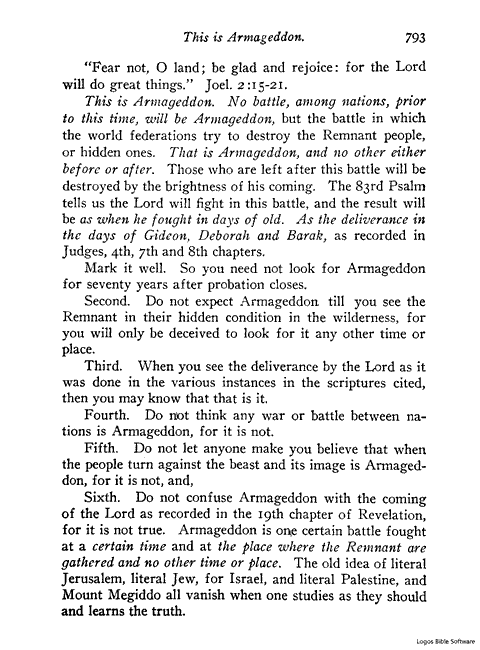 This is Armageddon. 793
"Fear not, O land; be glad and rejoice: for the Lord
will do great things." Joel. 2:15-21.
This is Armageddon. No battle, among nations, prior
to this time, will be Armageddon, but the battle in which
the world federations try to destroy the Remnant people,
or hidden ones. That is Armageddon, and no other either
before or after. Those who are left after this battle will be
destroyed by the brightness of his coming. The 83rd Psalm
tells us the Lord will fight in this battle, and the result will
be as when he fought in days of old. As the deliverance in
the days of Gideon, Deborah and Barak, as recorded in
Judges, 4th, 7th and 8th chapters.
Mark it well. So you need not look for Armageddon
for seventy years after probation closes.
Second. Do not expect Armageddon till you see the
Remnant in their hidden condition in the wilderness, for
you will only be deceived to look for it any other time or
place.
Third. When you see the deliverance by the Lord as it
was done in the various instances in the scriptures cited,
then you may know that that is it.
Fourth. Do not think any war or battle between na-
tions is Armageddon, for it is not.
Fifth. Do not let anyone make you believe that when
the people turn against the beast and its image is Armaged-
don, for it is not, and,
Sixth. Do not confuse Armageddon with the coming
of the Lord as recorded in the 19th chapter of Revelation,
for it is not true. Armageddon is one certain battle fought
at a certain time and at the place where the Remnant are
gathered and no other time or place. The old idea of literal
Jerusalem, literal Jew, for Israel, and literal Palestine, and
Mount Megiddo all vanish when one studies as they should
and learns the truth.
Logos Bible Software